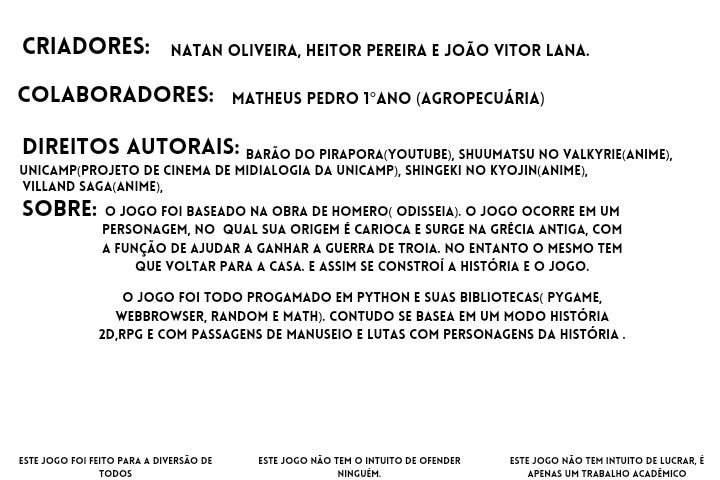 CRIADORES: NATAN OLIVEIRA, HEITOR PEREIRA E JOÃO VITOR LANA.
COLABORADORES: MATHEUS PEDRO 1°ANO (AGROPECUÁRIA)
DIREITOS AUTORAIS: BARÃO DO PIRAPORA(YOUTUBE), SHUUMATSU NO VALKYRIE(ANIME),
UNICAMP(PROJETO DE CINEMA DE MIDIALOGIA DA UNICAMP), SHINGEKI NO KYOJIN(ANIME),
VILLAND SAGA(ANIME),
SOBRE: O JOGO FOI BASEADO NA OBRA DE HOMERO( ODISSEIA). O JOGO OCORRE EM UM
PERSONAGEM, NO QUAL SUA ORIGEM É CARIOCA E SURGE NA GRÉCIA ANTIGA, COM
A FUNÇÃO DE AJUDAR A GANHAR A GUERRA DE TROIA. NO ENTANTO O MESMO TEM
QUE VOLTAR PARA A CASA. E ASSIM SE CONSTROÍ A HISTÓRIA E O JOGO.
O JOGO FOI TODO PROGAMADO EM PYTHON E SUAS BIBLIOTECAS( PYGAME,
WEBBROWSER, RANDOM E MATH). CONTUDO SE BASEA EM UM MODO HISTÓRIA
2D,RPG E COM PASSAGENS DE MANUSEIO E LUTAS COM PERSONAGENS DA HISTÓRIA .
ESTE JOGO FOI FEITO PARA A DIVERSÃO DE
TODOS
ESTE JOGO NÃO TEM O INTUITO DE OFENDER
NINGUÉM.
ESTE JOGO NÃO TEM INTUITO DE LUCRAR, É
APENAS UM TRABALHO ACADÊMICO